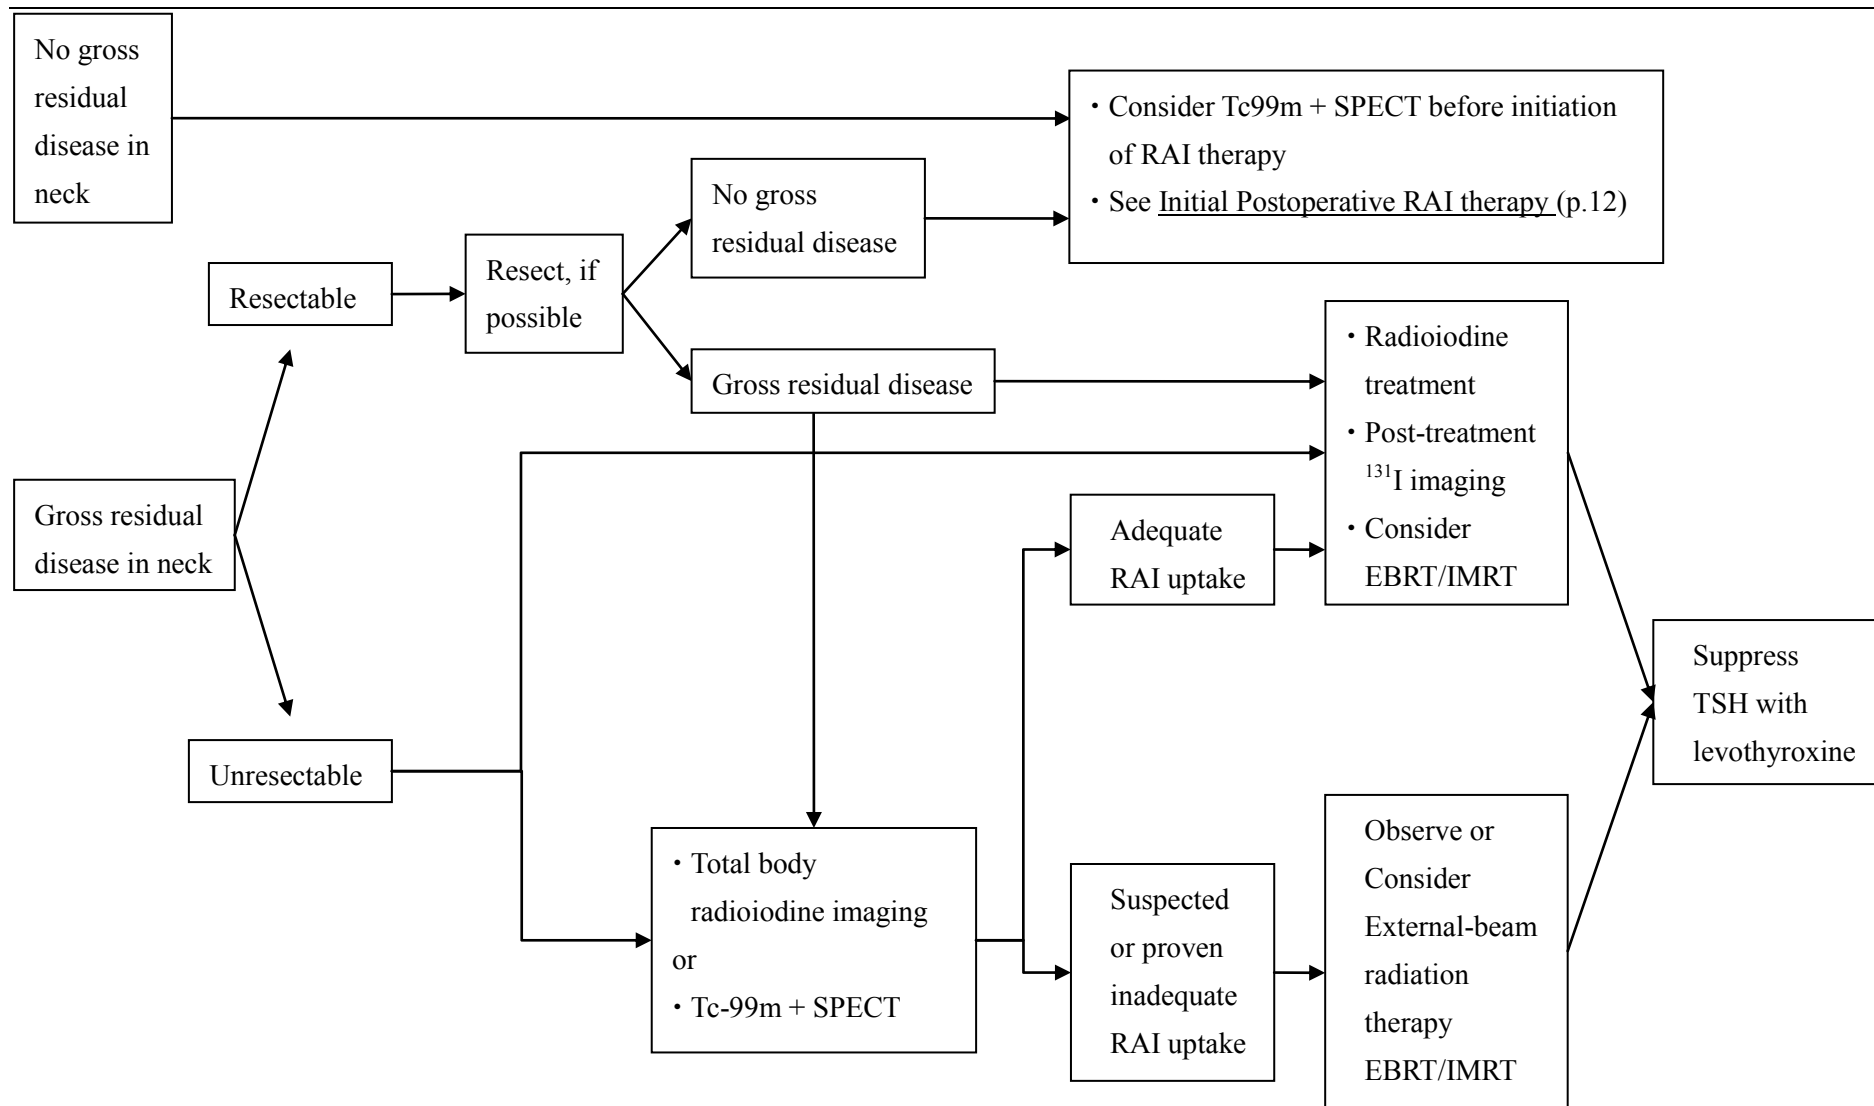 No gross
residual
disease in
neck
・Consider Tc99m + SPECT before initiation
of RAI therapy
・See Initial Postoperative RAI therapy (p.12)
No gross
residual disease
Resectable
Resect, if
possible
Gross residual disease
・Radioiodine
treatment
・Post-treatment
¹³¹I imaging
・Consider
EBRT/IMRT
Gross residual
disease in neck
Adequate
RAI uptake
Suppress
TSH with
levothyroxine
Unresectable
・Total body
radioiodine imaging
or
・Tc-99m + SPECT
Suspected
or proven
inadequate
RAI uptake
Observe or
Consider
External-beam
radiation
therapy
EBRT/IMRT